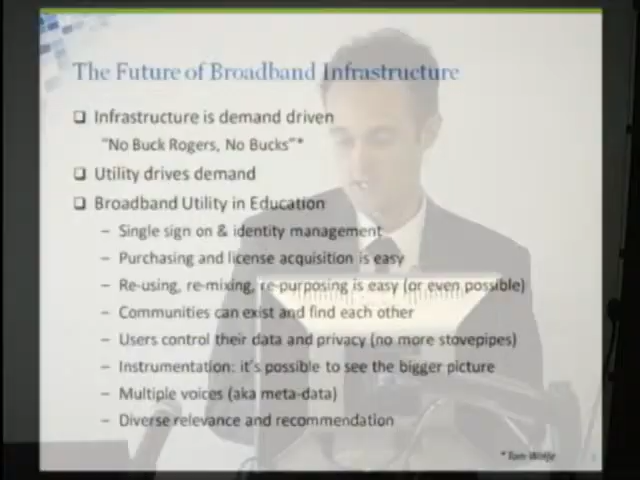 The Future of Broadband Infrastructure
❑ Infrastructure is demand driven
"No Buck Rogers, No Bucks"*
❑ Utility drives demand
❑ Broadband Utility in Education
– Single sign on & identity management
– Purchasing and license acquisition is easy
– Re-using, re-mixing, re-purposing is easy (or even possible)
– Communities can exist and find each other
– Users control their data and privacy (no more stovepipes)
– Instrumentation: it's possible to see the bigger picture
– Multiple voices (aka meta-data)
– Diverse relevance and recommendation
* Tom Wolfe